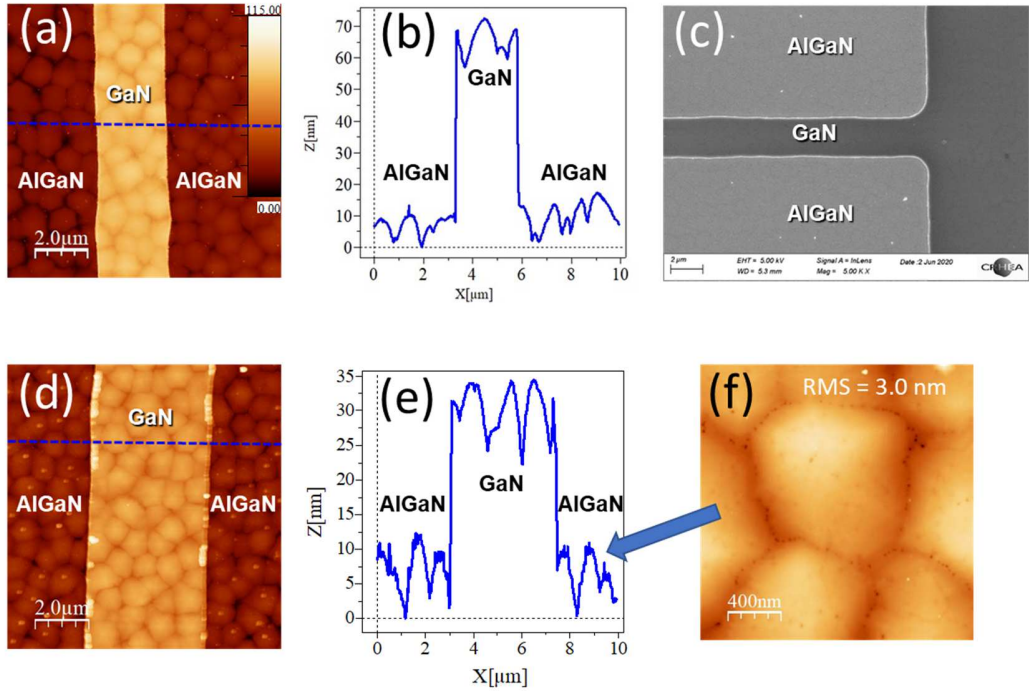 (a)
115.00
GaN
AlGaN
AlGaN
0.00
2.0µm
(b)
70
60
50
40
30
20
10
0
Z[nm]
GaN
AlGaN
AlGaN
0 2 4 6 8 10
X[µm]
(c)
AlGaN
GaN
AlGaN
2 µm
EHT = 5.00 kV
WD = 5.3 mm
Signal A = InLens
Mag = 5.00 K X
Date :2 Jun 2020
CRHEA
(d)
GaN
AlGaN
AlGaN
2.0µm
(e)
35
30
25
20
15
10
5
0
Z[nm]
GaN
AlGaN
AlGaN
0 2 4 6 8 10
X[µm]
(f)
RMS = 3.0 nm
400nm